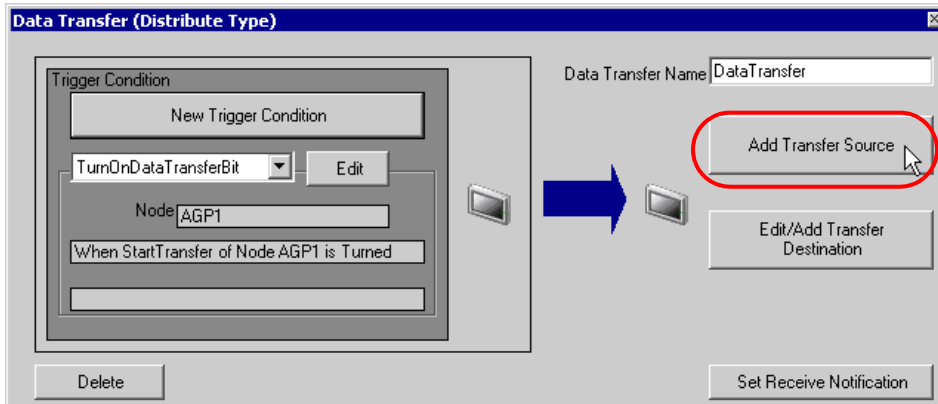 Data Transfer (Distribute Type)
Trigger Condition
New Trigger Condition
TurnOnDataTransferBit
Edit
Node
AGP1
When StartTransfer of Node AGP1 is Turned
Data Transfer Name
DataTransfer
Add Transfer Source
Edit/Add Transfer
Destination
Delete
Set Receive Notification